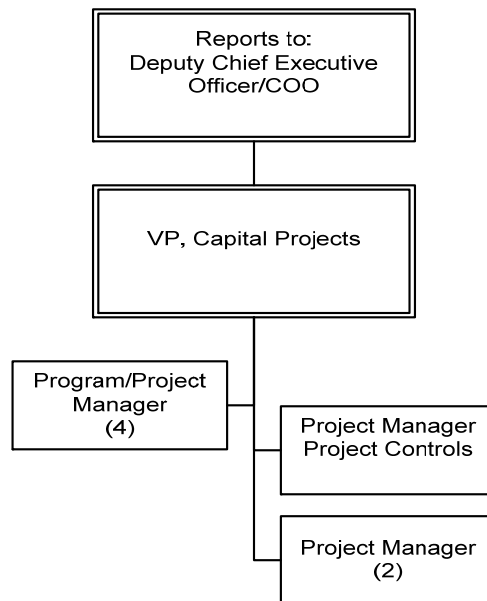 Reports to:
Deputy Chief Executive
Officer/COO
VP, Capital Projects
Program/Project
Manager
(4)
Project Manager
Project Controls
Project Manager
(2)